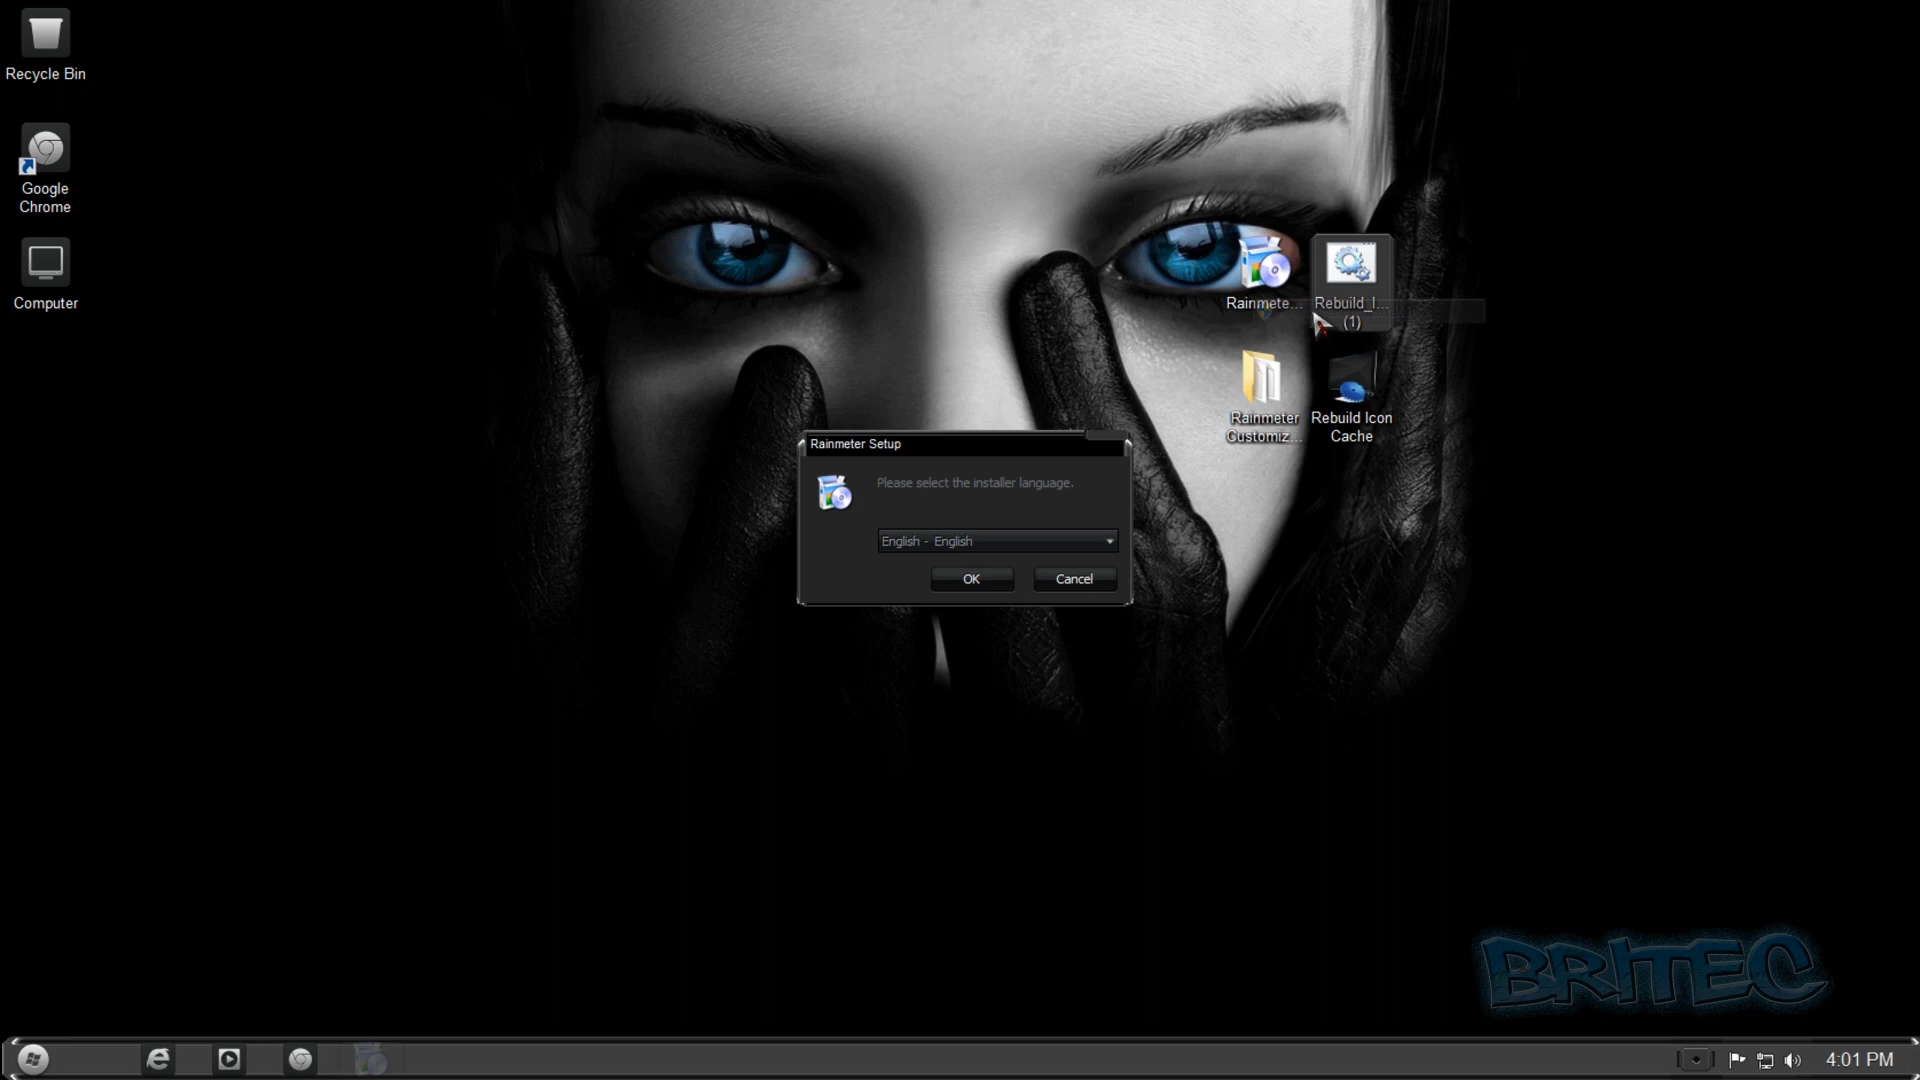 Recycle Bin
Google
Chrome
Computer
Rainmete...
Rebuild_I...
(1)
Rainmeter
Customiz...
Rebuild Icon
Cache
Rainmeter Setup
Please select the installer language.
English - English
OK
Cancel
BRITEC
4:01 PM